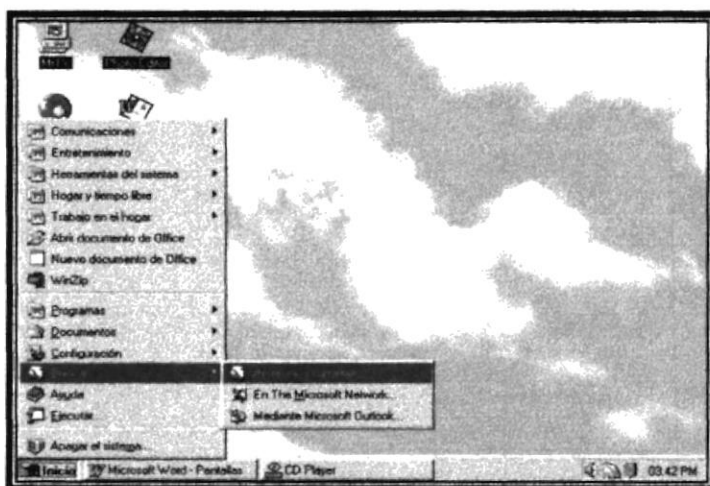 Comunicaciones
Entretenimiento
Herramientas del sistema
Hogar y tiempo libre
Trabajo en el hogar
Abrir documento de Office
Nuevo documento de Office
WinZip
Programas
Documentos
Configuración
Ayuda
En The Microsoft Network...
Mediante Microsoft Outlook...
Ejecutar...
Apagar el sistema...
Inicio
Microsoft Word - Pantallas
CD Player
03:42 PM